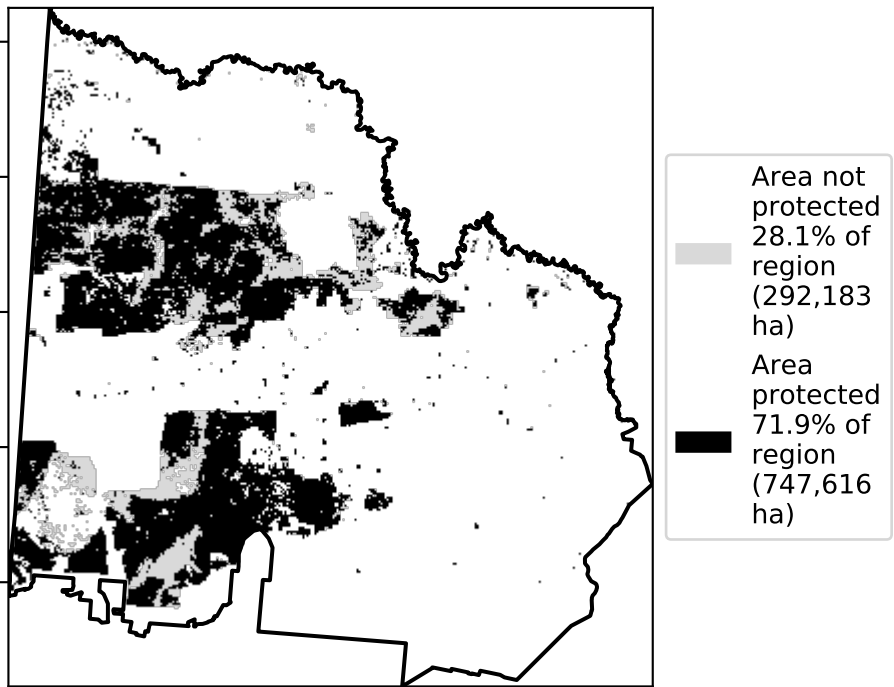 Area not
protected
28.1% of
region
(292,183
ha)
Area
protected
71.9% of
region
(747,616
ha)